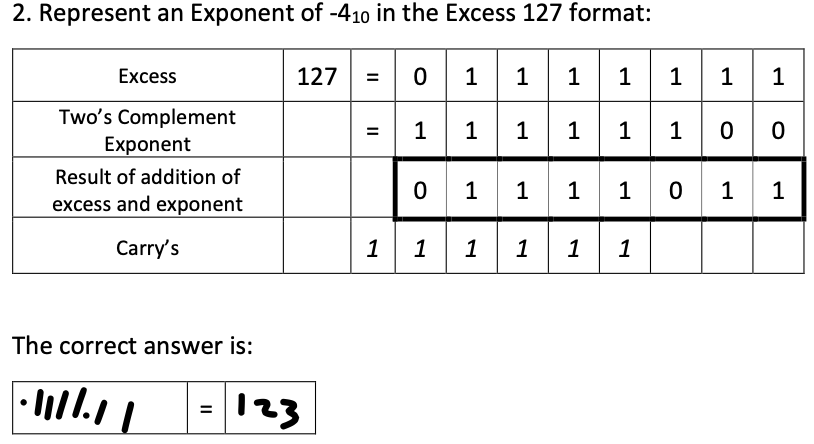 2. Represent an Exponent of -4₁₀ in the Excess 127 format:
Excess 127 = 0 1 1 1 1 1 1 1
Two's Complement
Exponent = 1 1 1 1 1 1 0 0
Result of addition of
excess and exponent 0 1 1 1 1 0 1 1
Carry's 1 1 1 1 1 1
The correct answer is:
·1111.11 = 123